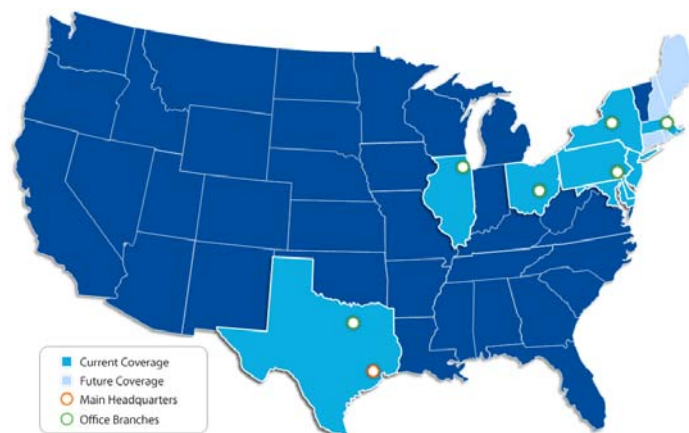 Current Coverage
Future Coverage
Main Headquarters
Office Branches